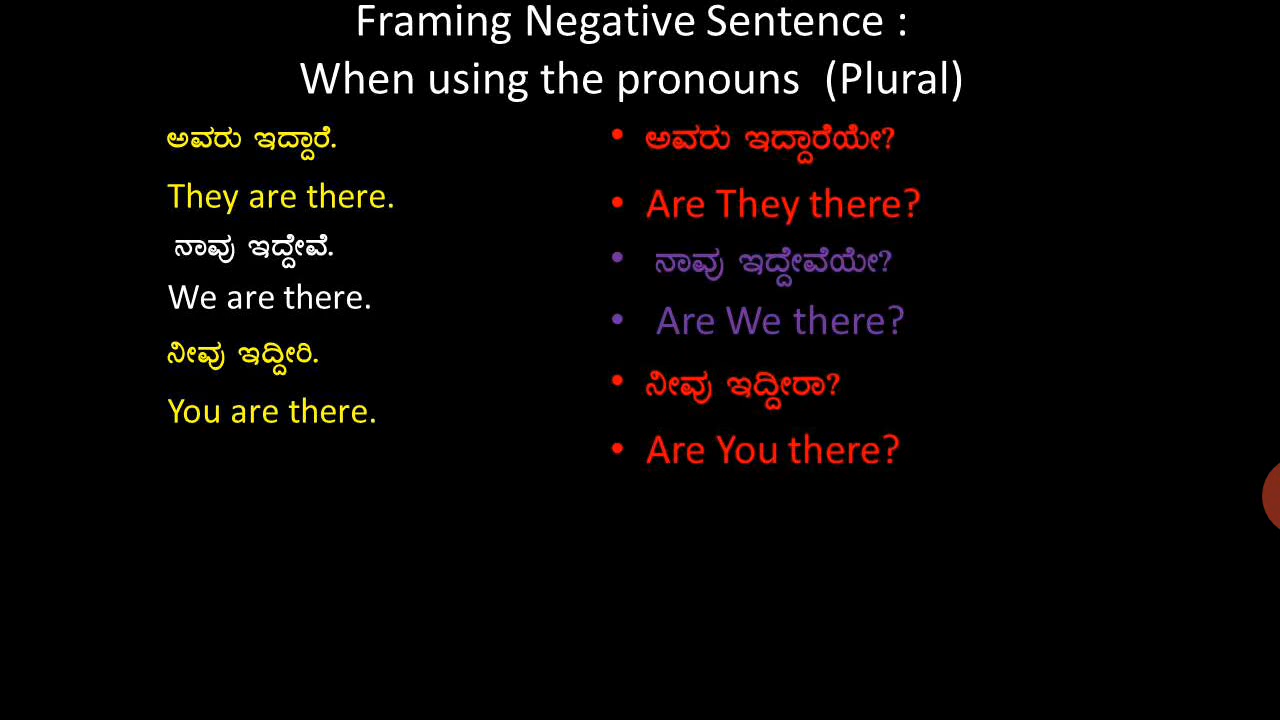 Framing Negative Sentence :
When using the pronouns (Plural)
ಅವರು ಇದ್ದಾರೆ.
They are there.
ನಾವು ಇದ್ದೇವೆ.
We are there.
ನೀವು ಇದ್ದೀರಿ.
You are there.
• ಅವರು ಇದ್ದಾರೆಯೇ?
• Are They there?
• ನಾವು ಇದ್ದೇವೆಯೇ?
• Are We there?
• ನೀವು ಇದ್ದೀರಾ?
• Are You there?